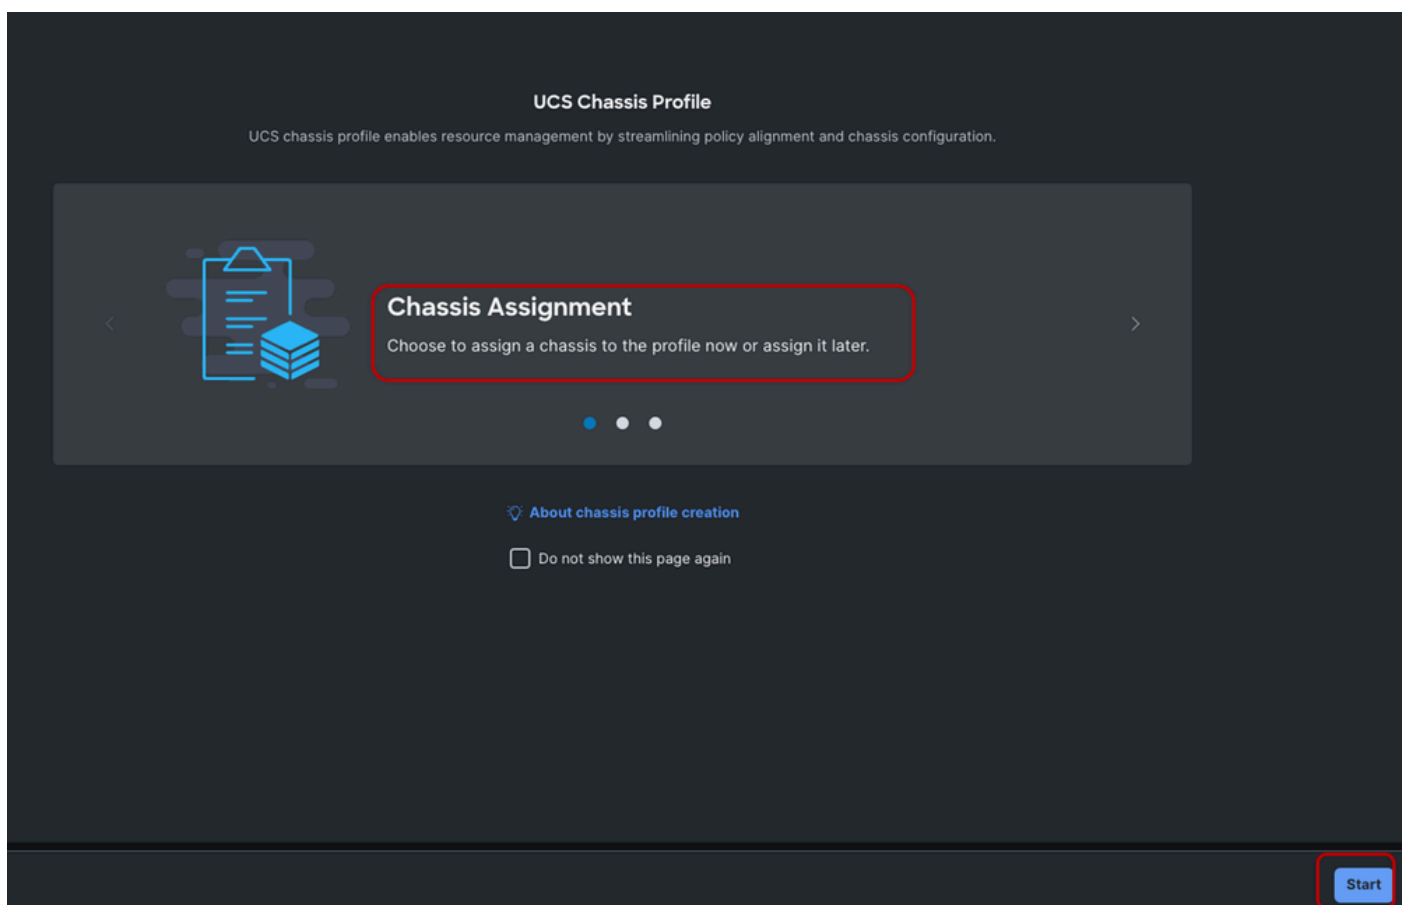 UCS Chassis Profile
UCS chassis profile enables resource management by streamlining policy alignment and chassis configuration.
Chassis Assignment
Choose to assign a chassis to the profile now or assign it later.
About chassis profile creation
Do not show this page again
Start